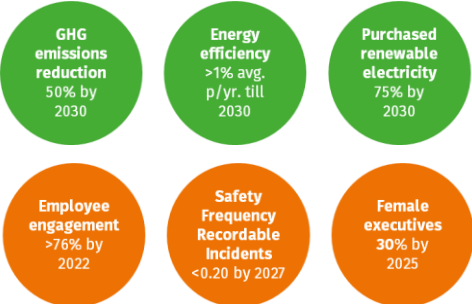 GHG
emissions
reduction
50% by
2030
Energy
efficiency
>1% avg.
p/yr. till
2030
Purchased
renewable
electricity
75% by
2030
Employee
engagement
>76% by
2022
Safety
Frequency
Recordable
Incidents
<0.20 by 2027
Female
executives
30% by
2025